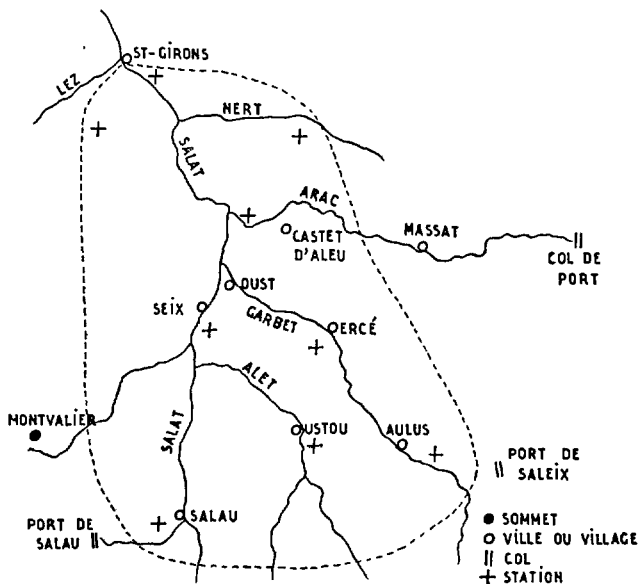 ST-GIRONS
LEZ
NERT
SALAT
ARAC
CASTET
D'ALEU
MASSAT
COL DE
PORT
OUST
SEIX
GARBET
ERCÉ
ALET
MONTVALIER
SALAT
USTOU
AULUS
PORT DE
SALEIX
SALAU
PORT DE
SALAU
SOMMET
VILLE OU VILLAGE
COL
STATION